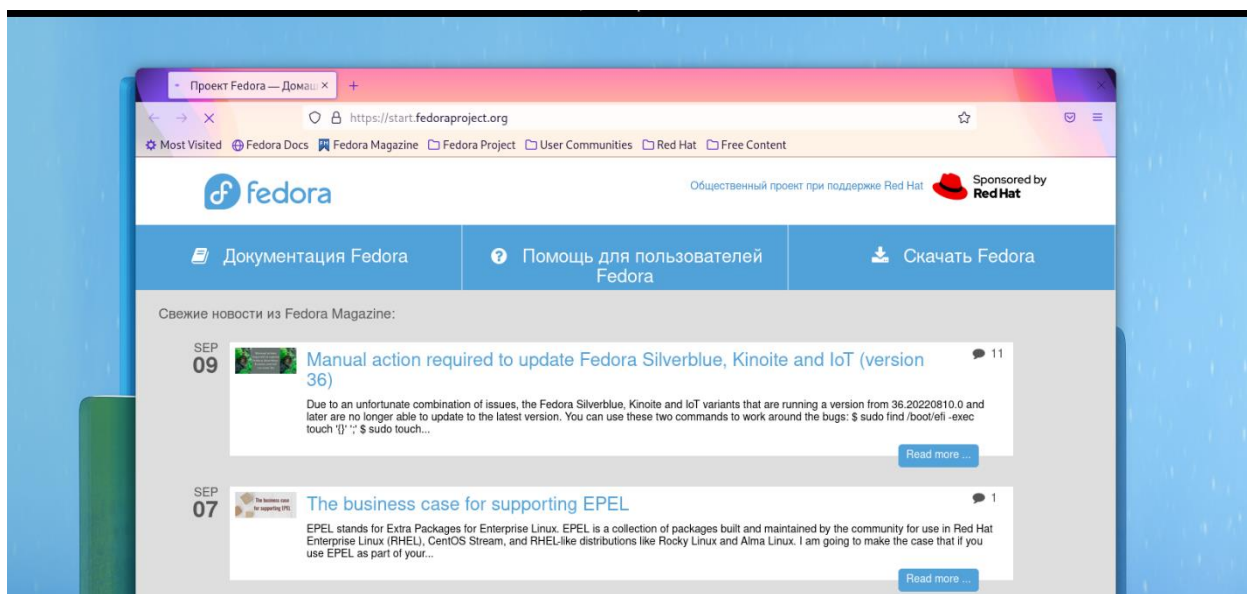 Проект Fedora — Домаш
https://start.fedoraproject.org
Most Visited Fedora Docs Fedora Magazine Fedora Project User Communities Red Hat Free Content
fedora
Общественный проект при поддержке Red Hat
Sponsored by
Red Hat
Документация Fedora
Помощь для пользователей
Fedora
Скачать Fedora
Свежие новости из Fedora Magazine:
SEP
09
Manual action required to update Fedora Silverblue, Kinoite and IoT (version
36)
11
Due to an unfortunate combination of issues, the Fedora Silverblue, Kinoite and IoT variants that are running a version from 36.20220810.0 and
later are no longer able to update to the latest version. You can use these two commands to work around the bugs: $ sudo find /boot/efi -exec
touch '{}' ';' $ sudo touch...
Read more ...
SEP
07
The business case
for supporting EPEL
The business case for supporting EPEL
1
EPEL stands for Extra Packages for Enterprise Linux. EPEL is a collection of packages built and maintained by the community for use in Red Hat
Enterprise Linux (RHEL), CentOS Stream, and RHEL-like distributions like Rocky Linux and Alma Linux. I am going to make the case that if you
use EPEL as part of your...
Read more ...